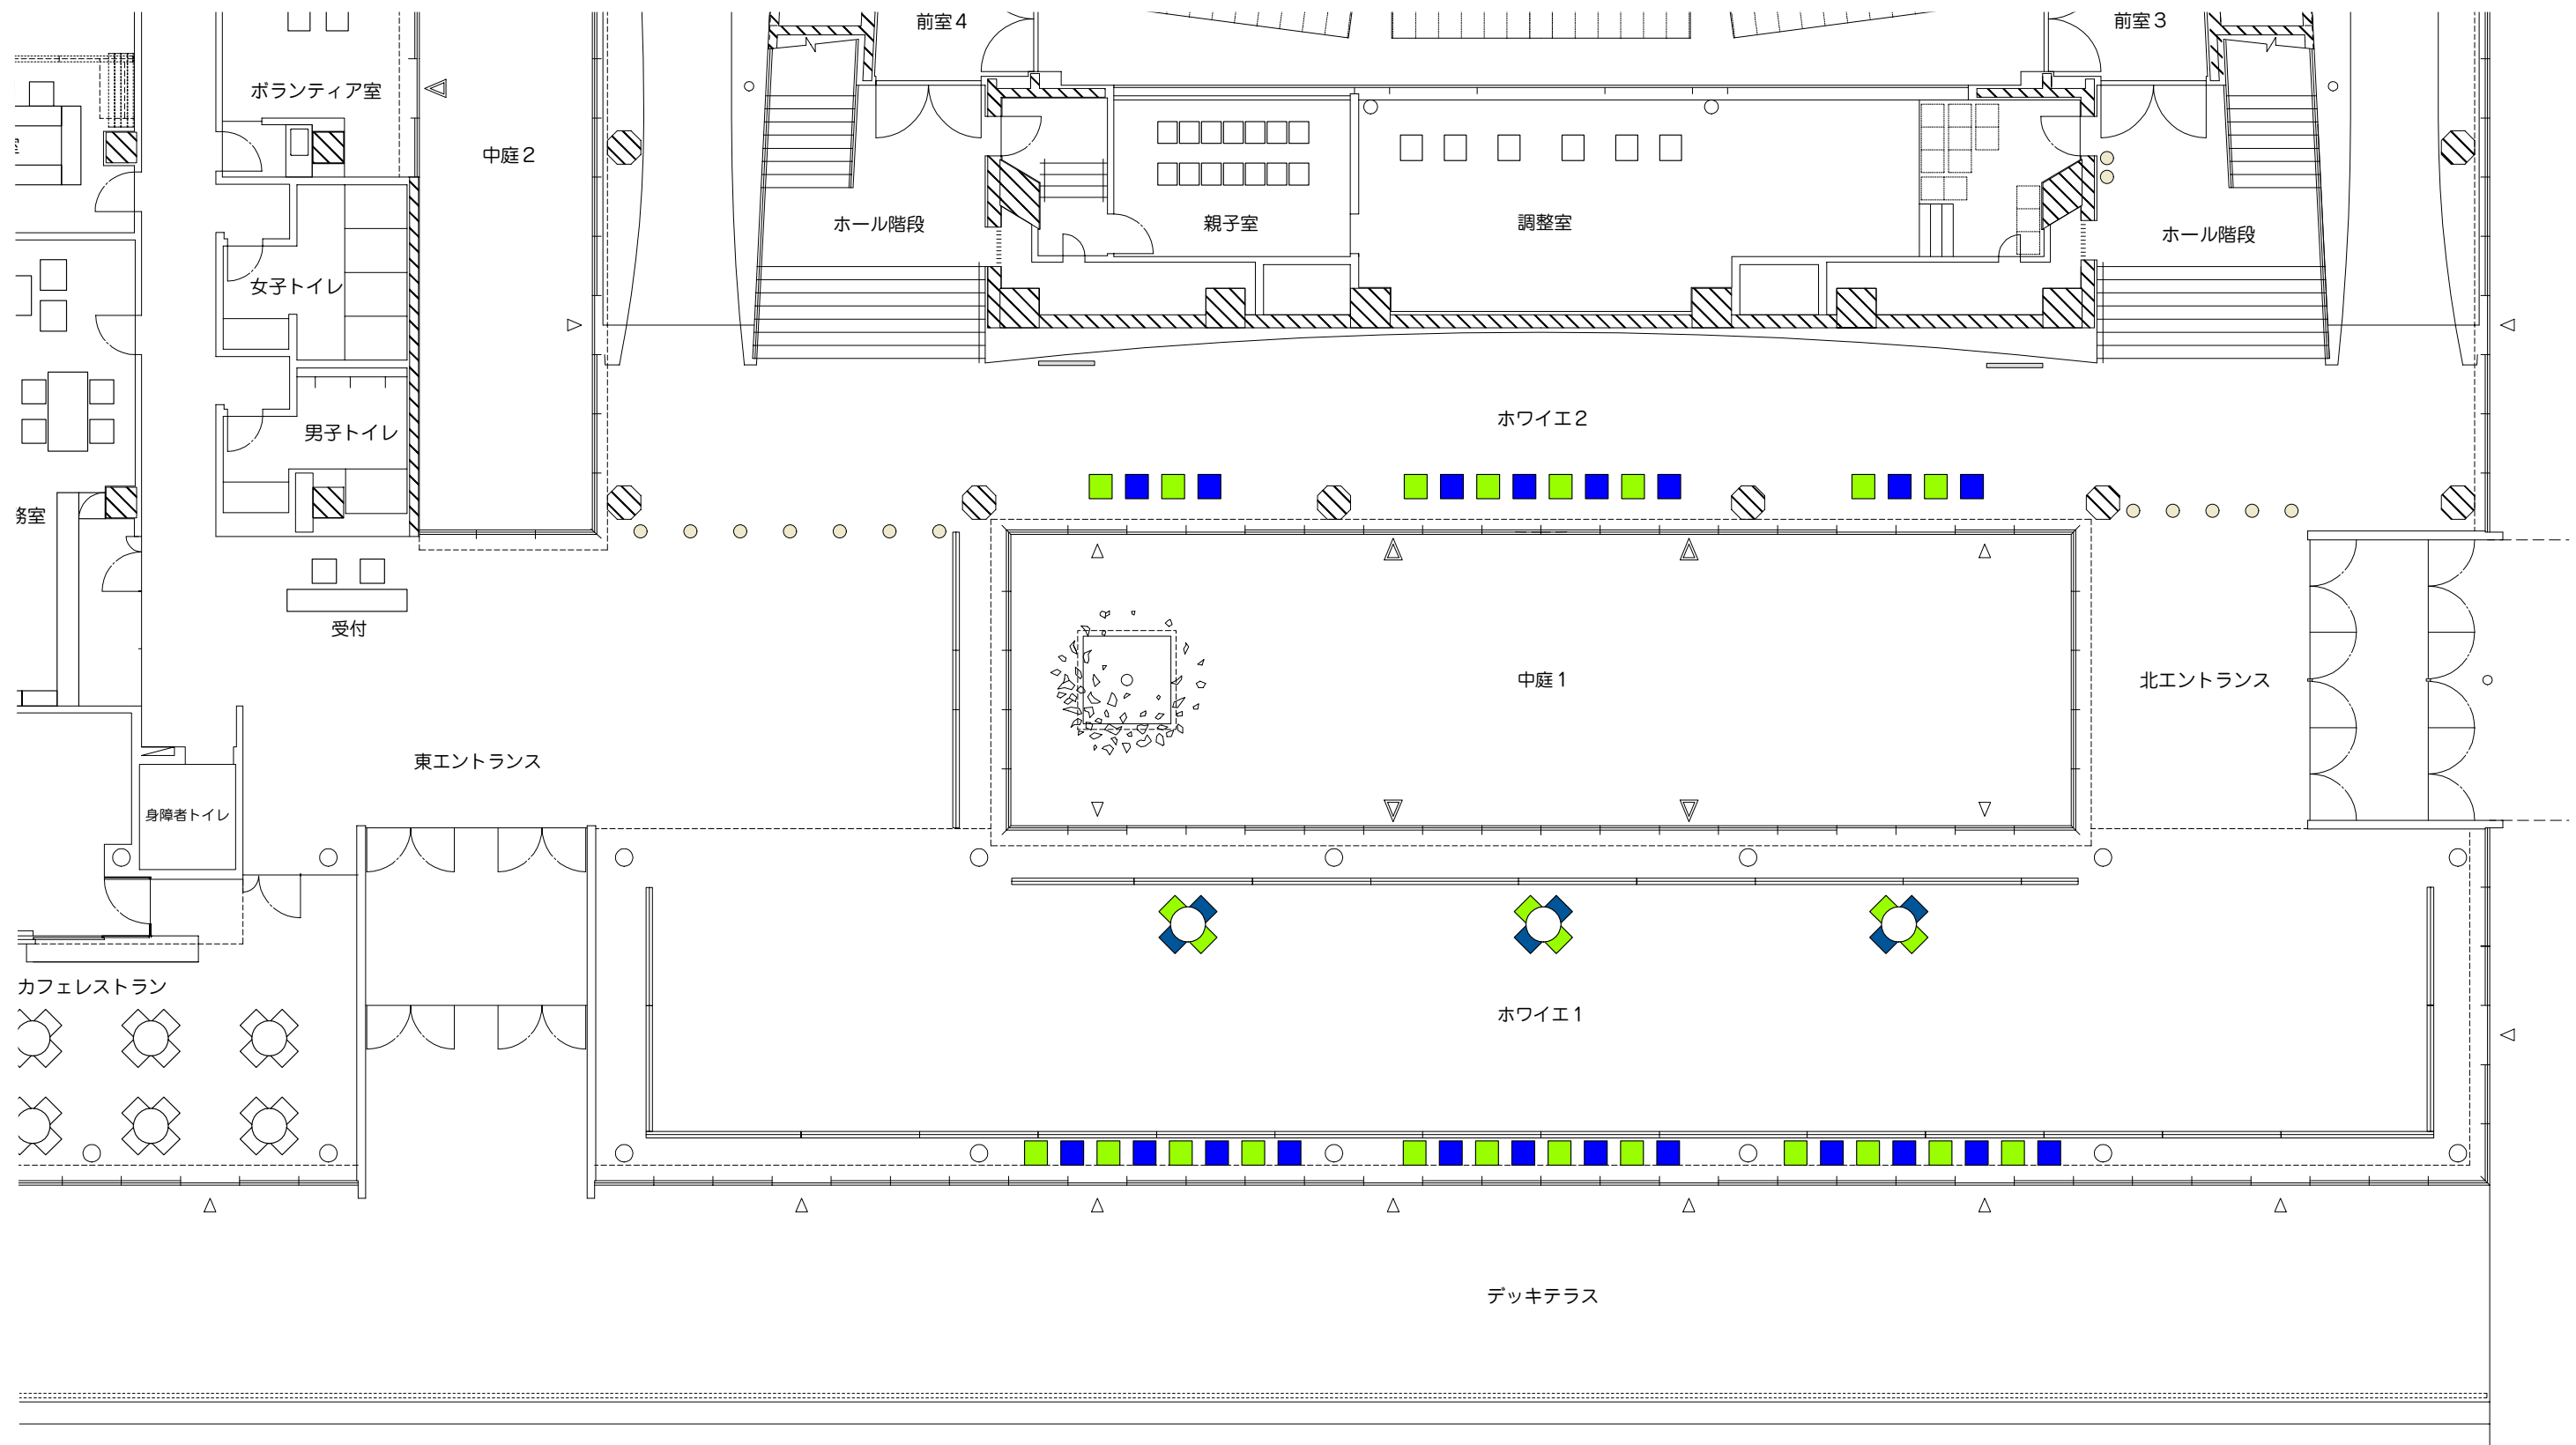 前室４
前室３
ボランティア室
中庭２
ホール階段
親子室
調整室
ホール階段
女子トイレ
ホワイエ２
男子トイレ
務室
受付
中庭１
北エントランス
東エントランス
身障者トイレ
カフェレストラン
ホワイエ１
デッキテラス